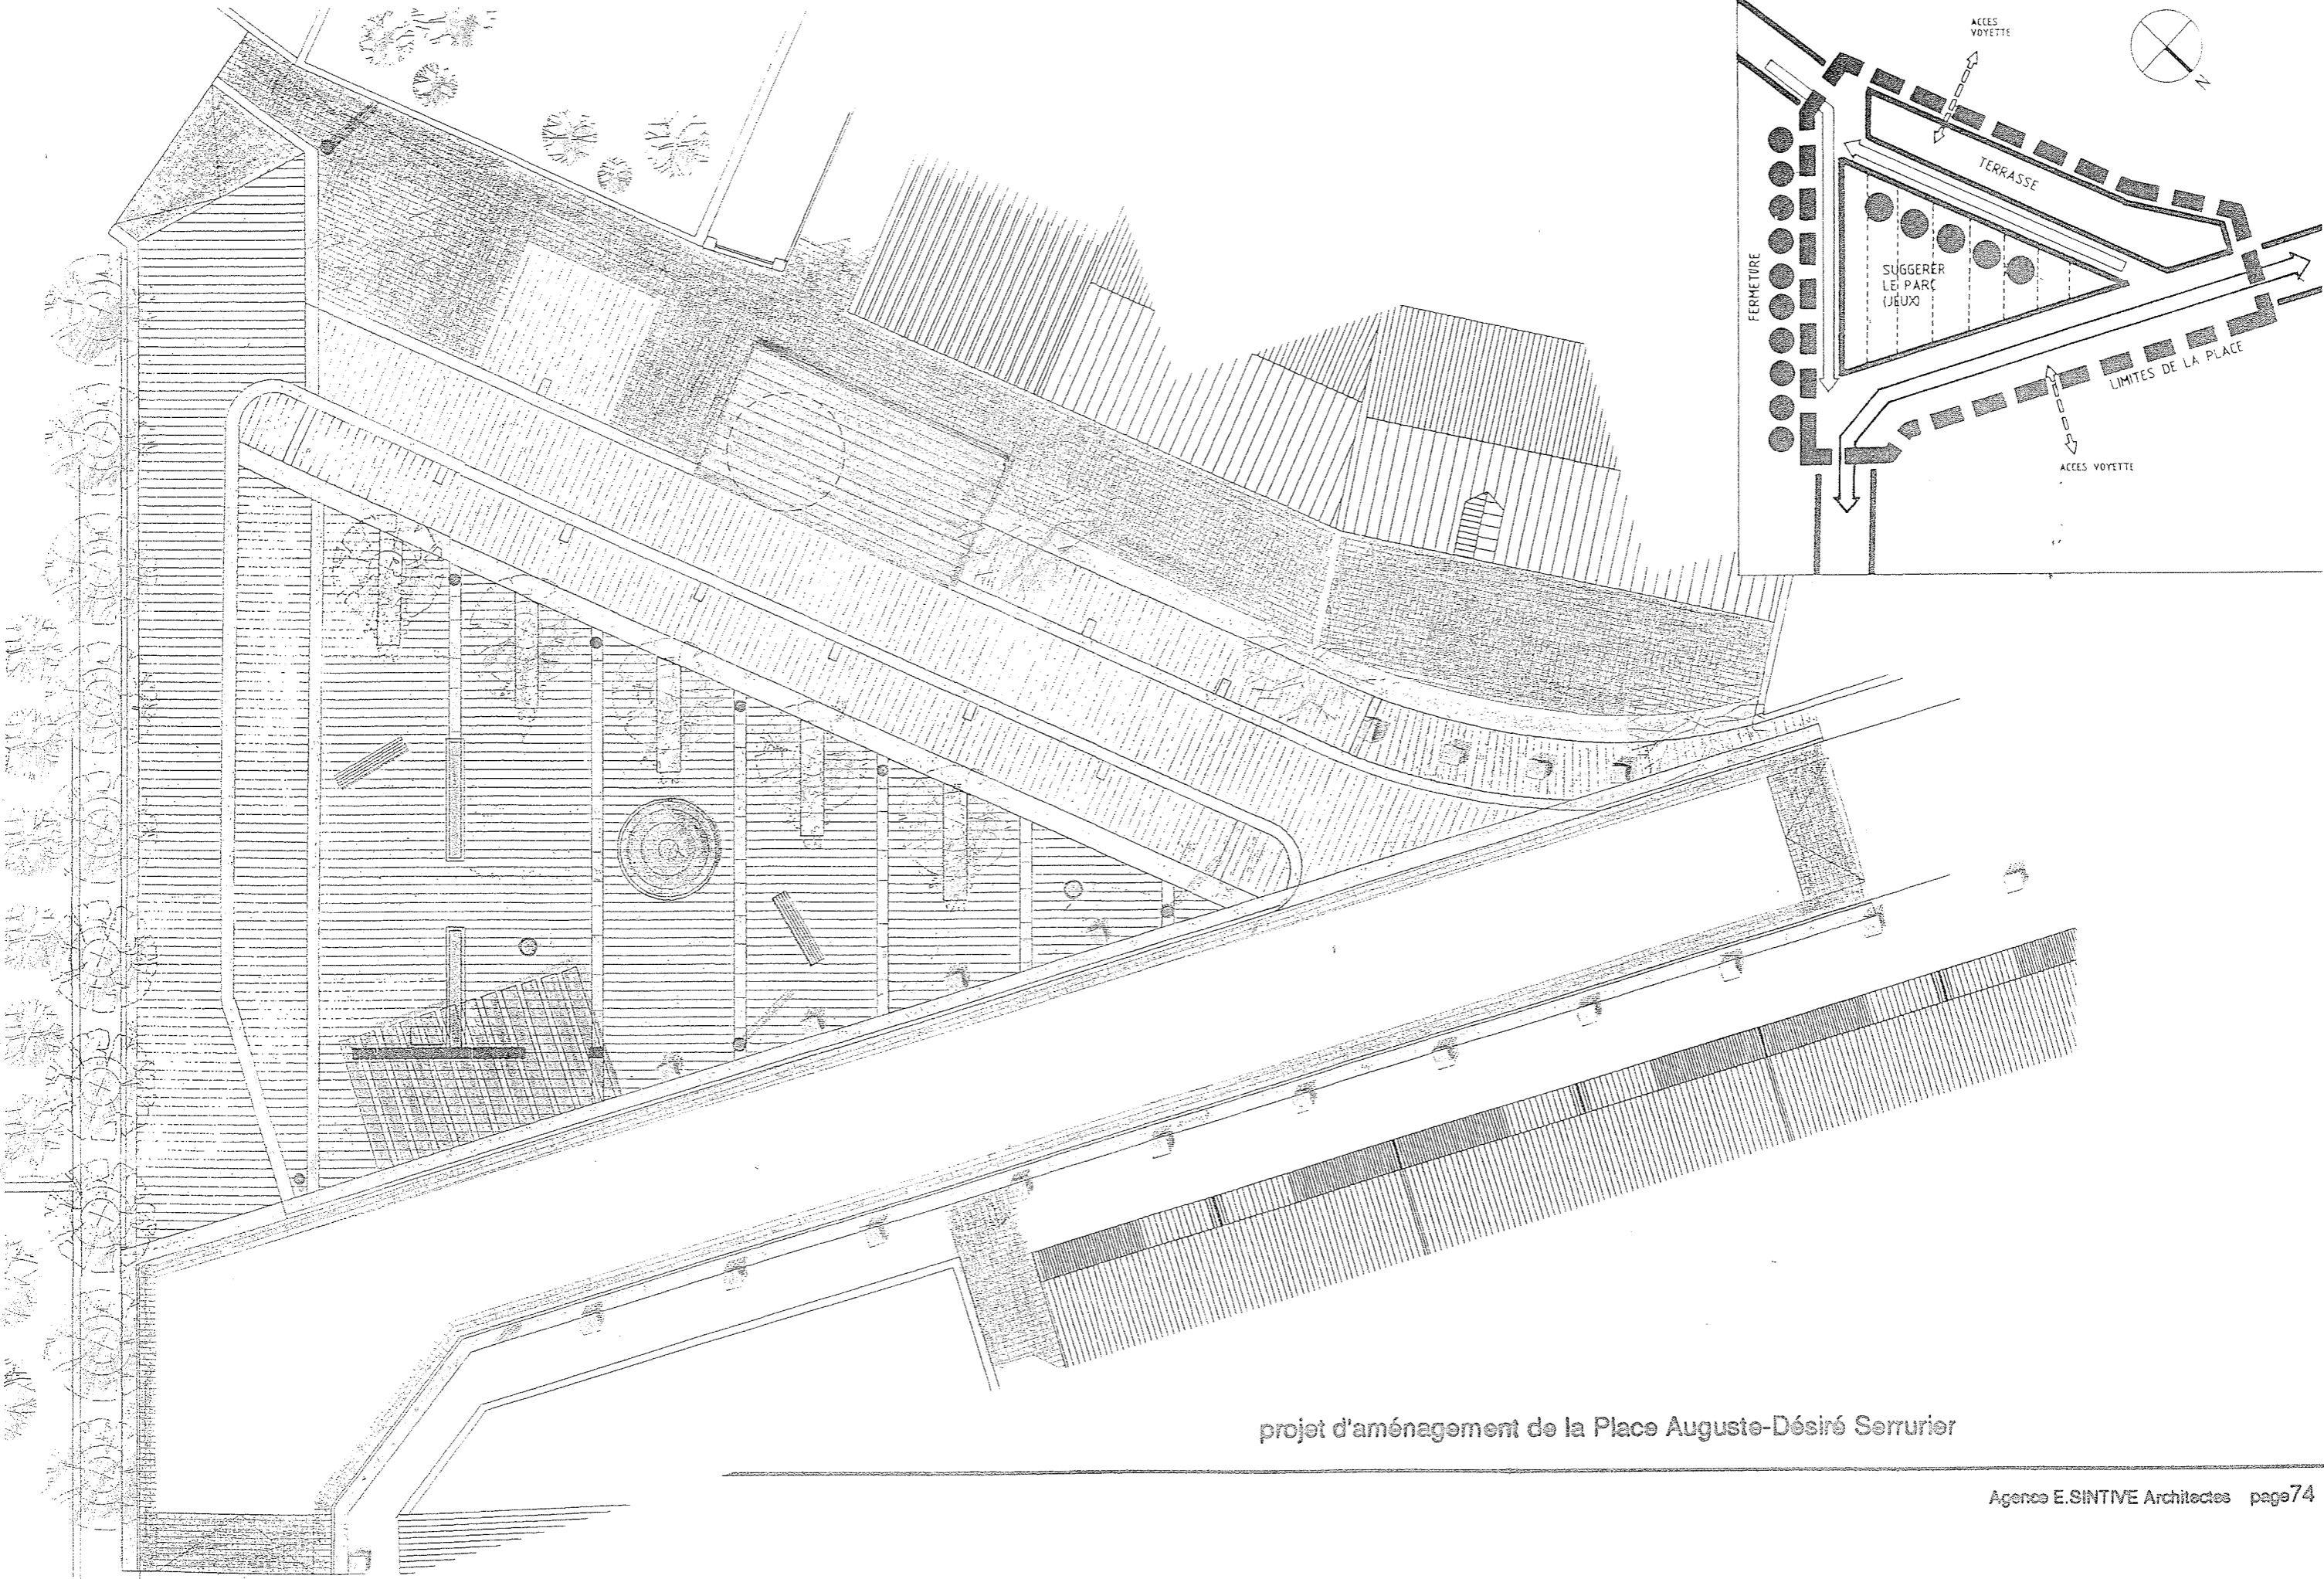 ACCES
VOYETTE
N
TERRASSE
FERMETURE
SUGGERER
LE PARC
(JEUX)
LIMITES DE LA PLACE
ACCES VOYETTE
projet d'aménagement de la Place Auguste-Désiré Serrurier
Agence E.SINTIVE Architectes page74